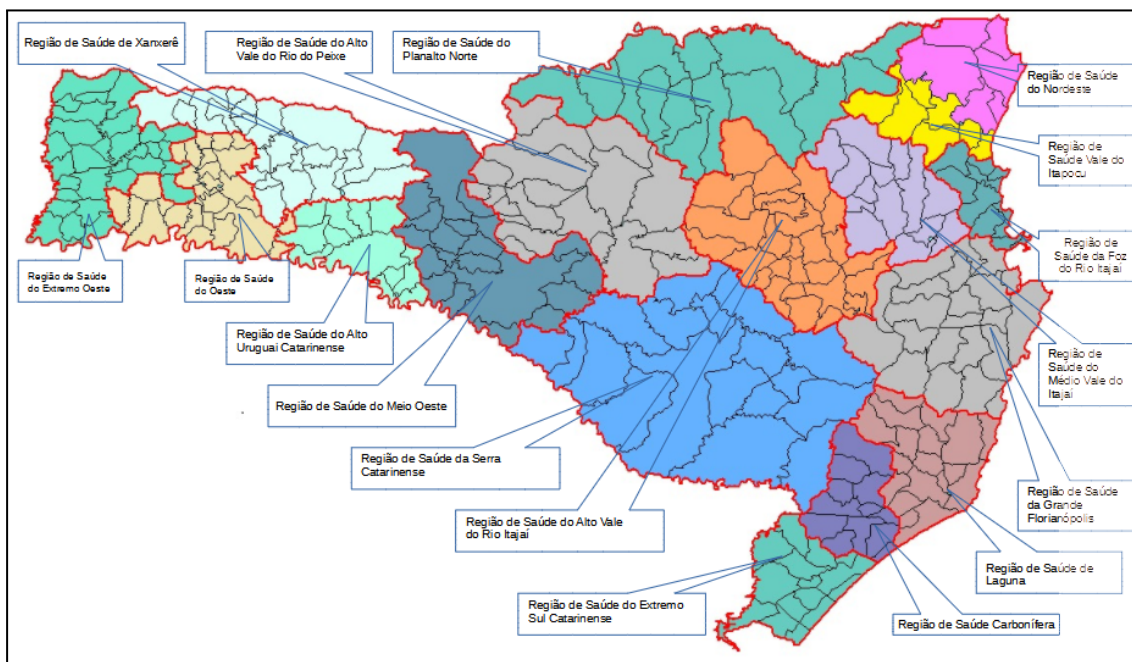 Região de Saúde de Xanxerê
Região de Saúde do Alto
Vale do Rio do Peixe
Região de Saúde do
Planalto Norte
Região de Saúde
do Nordeste
Região de
Saúde Vale do
Itapocu
Região de Saúde
do Extremo Oeste
Região de Saúde
do Oeste
Região de
Saúde da Foz
do Rio Itajaí
Região de Saúde do Alto
Uruguai Catarinense
Região de
Saúde do
Médio Vale do
Itajaí
Região de Saúde do Meio Oeste
Região de Saúde da Serra
Catarinense
Região de Saúde
da Grande
Florianópolis
Região de Saúde do Alto Vale
do Rio Itajaí
Região de Saúde de
Laguna
Região de Saúde do Extremo
Sul Catarinense
Região de Saúde Carbonífera